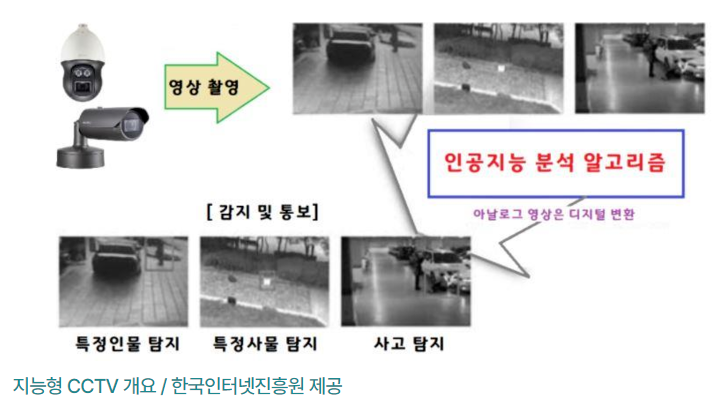 영상 촬영
인공지능 분석 알고리즘
아날로그 영상은 디지털 변환
[ 감지 및 통보]
특정인물 탐지
특정사물 탐지
사고 탐지
지능형 CCTV 개요 / 한국인터넷진흥원 제공